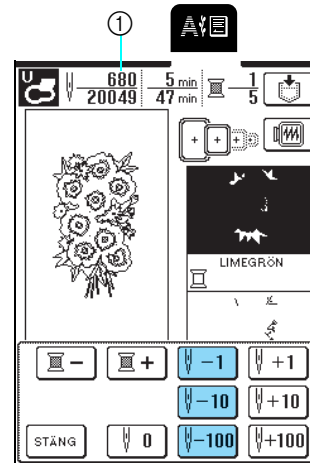 ①
A
U
680 5 min 1
20049 47 min 5
LIMEGRÖN
− + −1 +1
−10 +10
STÄNG 0 −100 +100